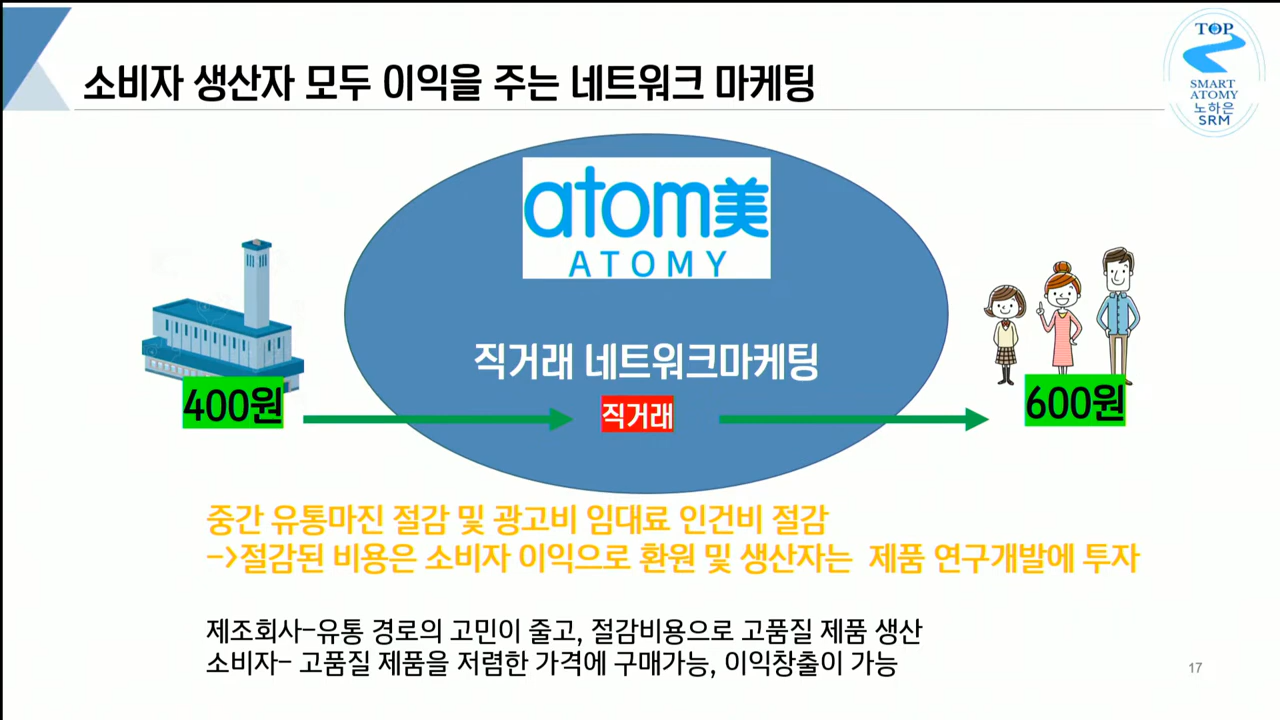 소비자 생산자 모두 이익을 주는 네트워크 마케팅
TOP
SMART
ATOMY
노하은
SRM
atom美
ATOMY
직거래 네트워크마케팅
400원
직거래
600원
중간 유통마진 절감 및 광고비 임대료 인건비 절감
->절감된 비용은 소비자 이익으로 환원 및 생산자는 제품 연구개발에 투자
제조회사-유통 경로의 고민이 줄고, 절감비용으로 고품질 제품 생산
소비자- 고품질 제품을 저렴한 가격에 구매가능, 이익창출이 가능
17